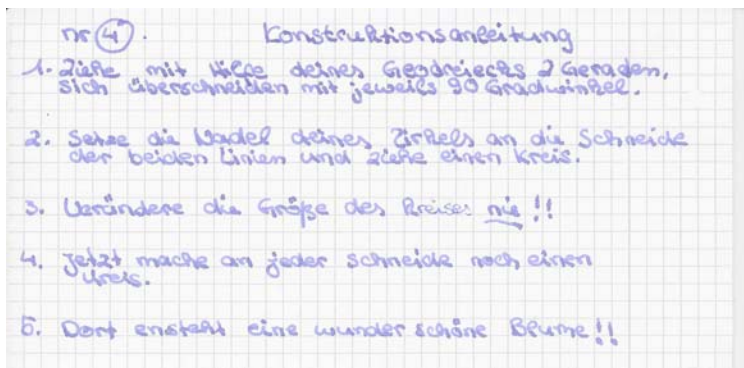 nr 4. Konstruktionsanleitung
1. Ziehe mit Hilfe deines Geodreiecks 2 Geraden,
sich überschneiden mit jeweils 90 Gradwinkel.
2. Setze die Nadel deines Zirkels an die Schneide
der beiden Linien und ziehe einen Kreis.
3. Verändere die Größe des Kreises nie!!
4. Jetzt mache an jeder schneide noch einen
Kreis.
5. Dort ensteht eine wunder schöne Blume!!